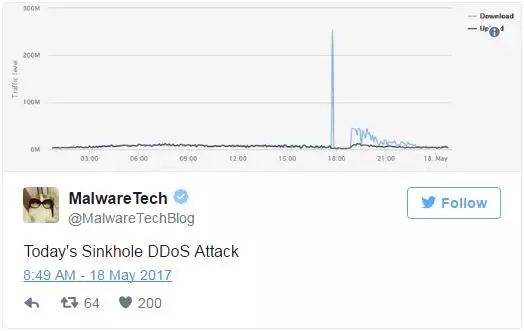 300M
Download
Upload
200M
Traffic level
100M
0M
03:00 06:00 09:00 12:00 15:00 18:00 21:00 18. May
MalwareTech
@MalwareTechBlog
Follow
Today's Sinkhole DDoS Attack
8:49 AM - 18 May 2017
64 200